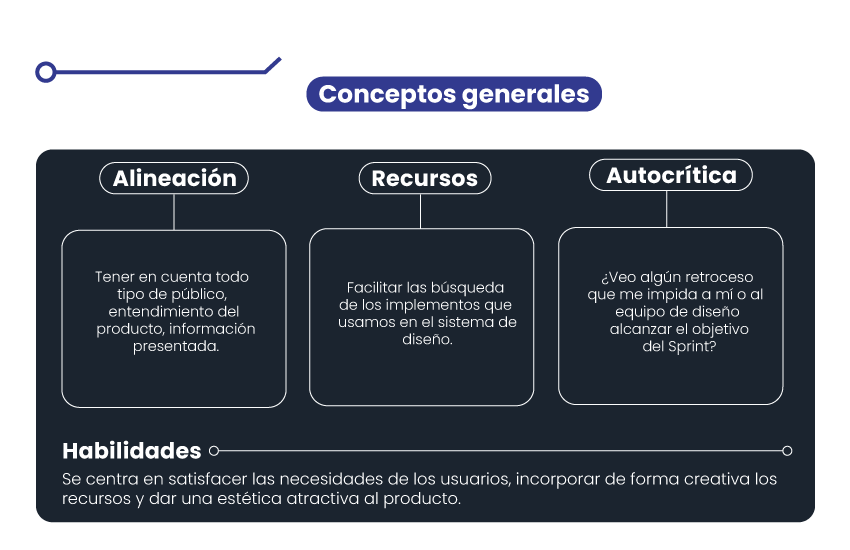 Conceptos generales
Alineación
Tener en cuenta todo
tipo de público,
entendimiento del
producto, información
presentada.
Recursos
Facilitar las búsqueda
de los implementos que
usamos en el sistema de
diseño.
Autocrítica
¿Veo algún retroceso
que me impida a mí o al
equipo de diseño
alcanzar el objetivo
del Sprint?
Habilidades
Se centra en satisfacer las necesidades de los usuarios, incorporar de forma creativa los
recursos y dar una estética atractiva al producto.